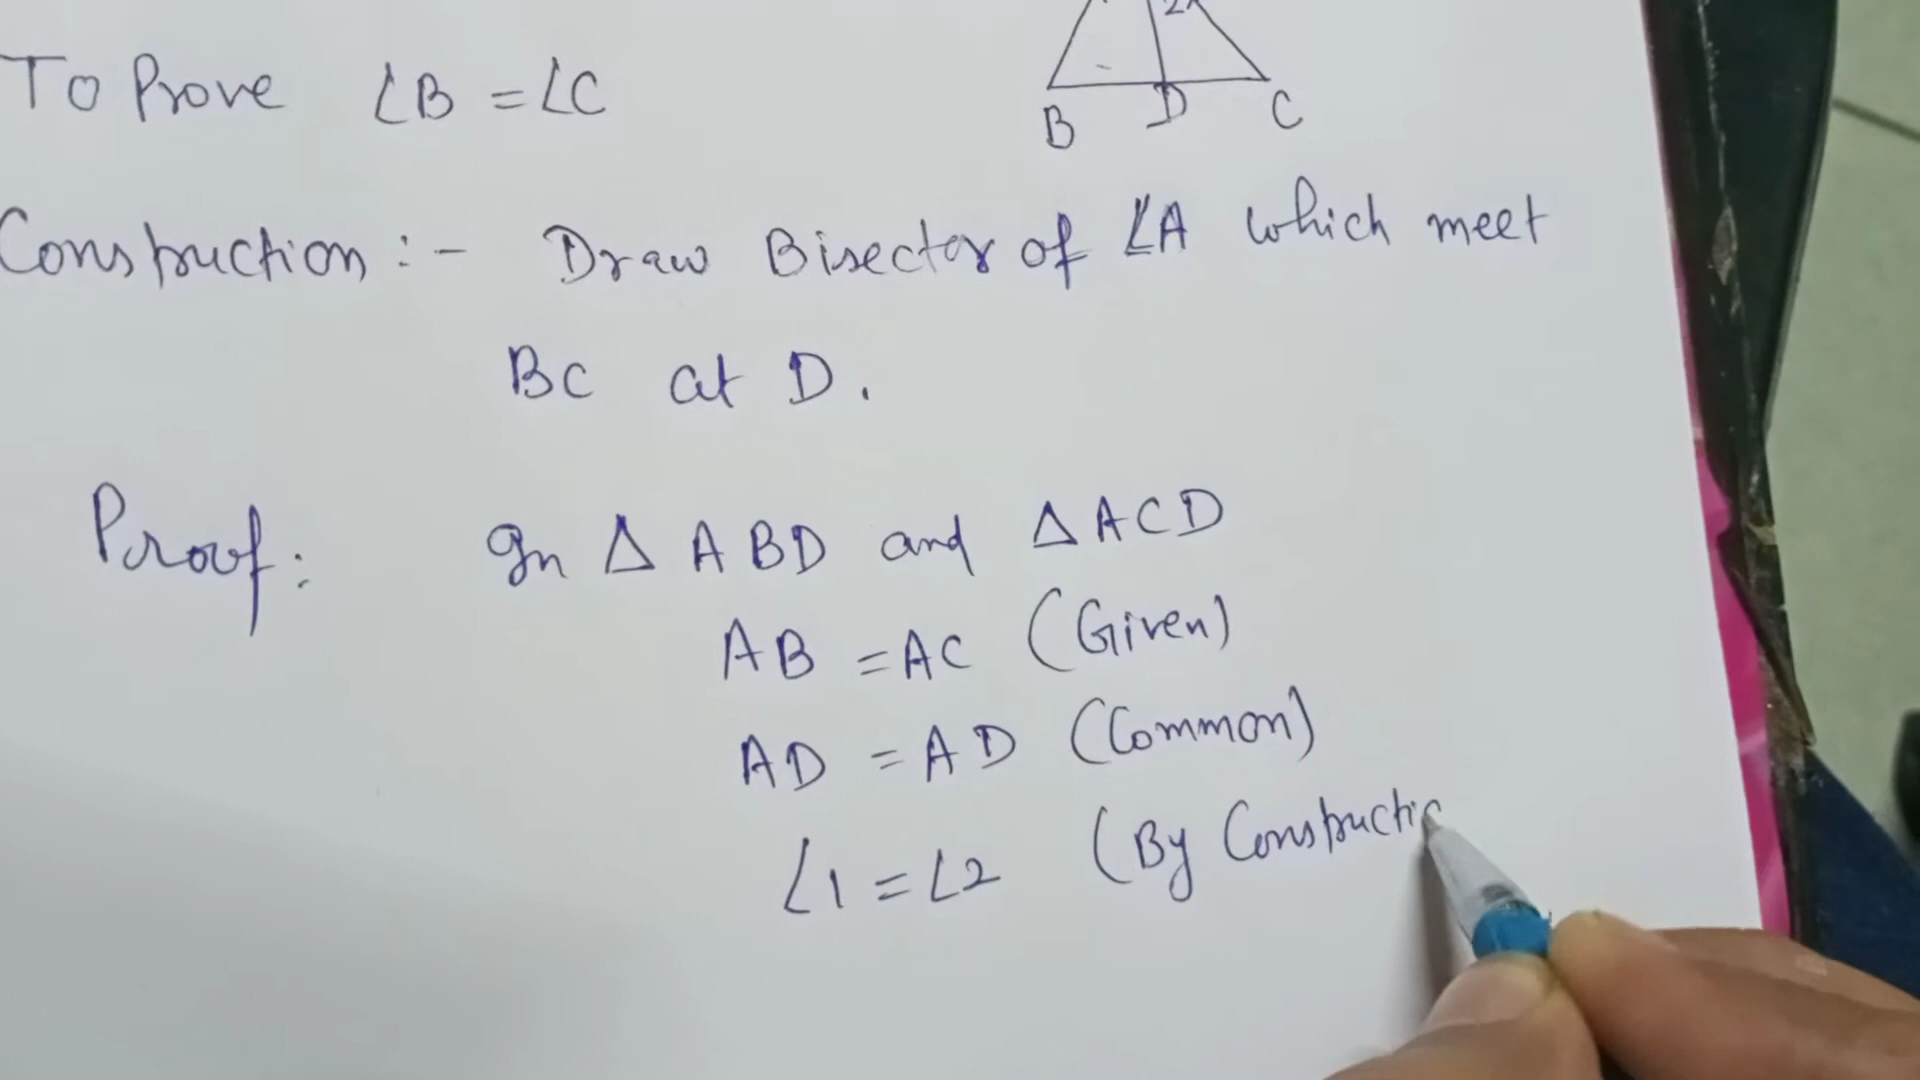 2
B D C
To Prove ∠B = ∠C
Construction :- Draw Bisector of ∠A which meet
BC at D.
Proof : In Δ ABD and Δ ACD
AB = AC (Given)
AD = AD (Common)
∠1 = ∠2 (By Constructio